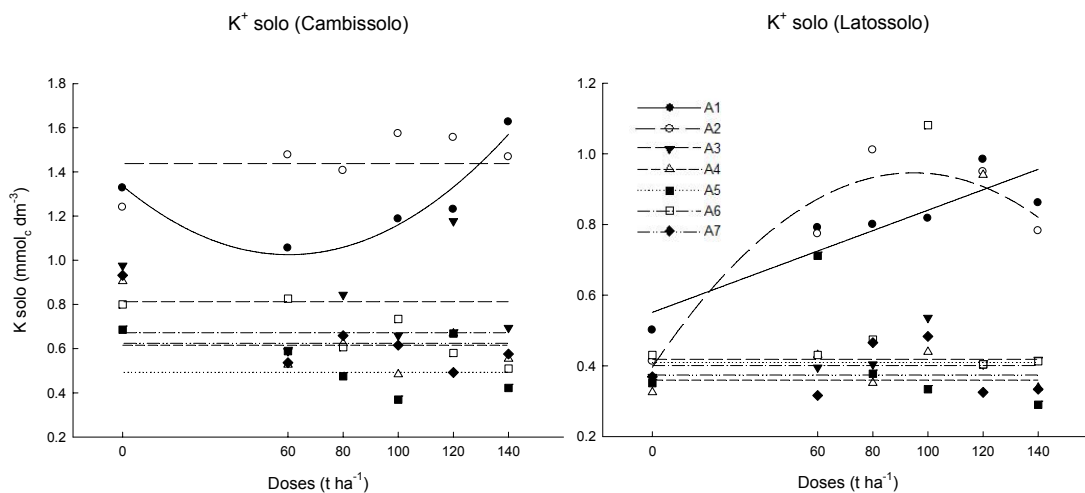 K⁺ solo (Cambissolo)
K⁺ solo (Latossolo)
K solo (mmol_c dm⁻³)
1.8
1.6
1.4
1.2
1.0
0.8
0.6
0.4
0.2
0 60 80 100 120 140
Doses (t ha⁻¹)
1.2
1.0
0.8
0.6
0.4
0.2
A1
A2
A3
A4
A5
A6
A7
0 60 80 100 120 140
Doses (t ha⁻¹)